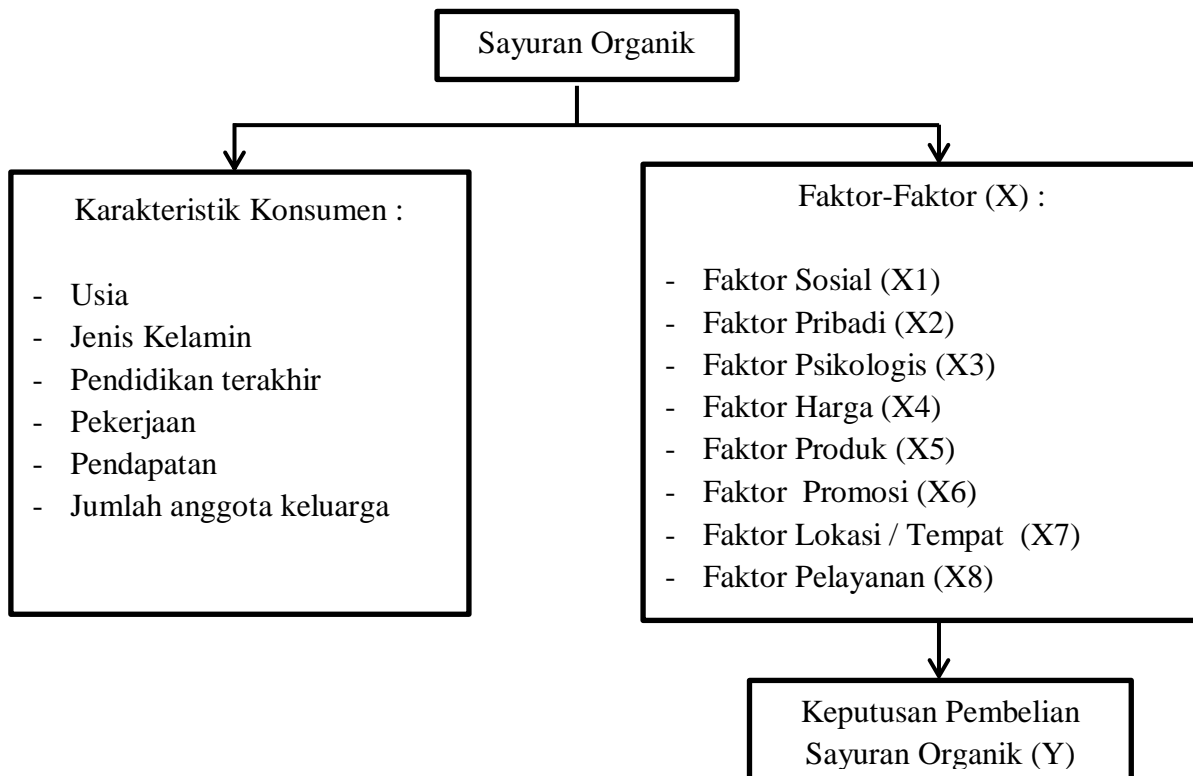 Sayuran Organik
Karakteristik Konsumen :
- Usia
- Jenis Kelamin
- Pendidikan terakhir
- Pekerjaan
- Pendapatan
- Jumlah anggota keluarga
Faktor-Faktor (X) :
- Faktor Sosial (X1)
- Faktor Pribadi (X2)
- Faktor Psikologis (X3)
- Faktor Harga (X4)
- Faktor Produk (X5)
- Faktor  Promosi (X6)
- Faktor Lokasi / Tempat  (X7)
- Faktor Pelayanan (X8)
Keputusan Pembelian
Sayuran Organik (Y)